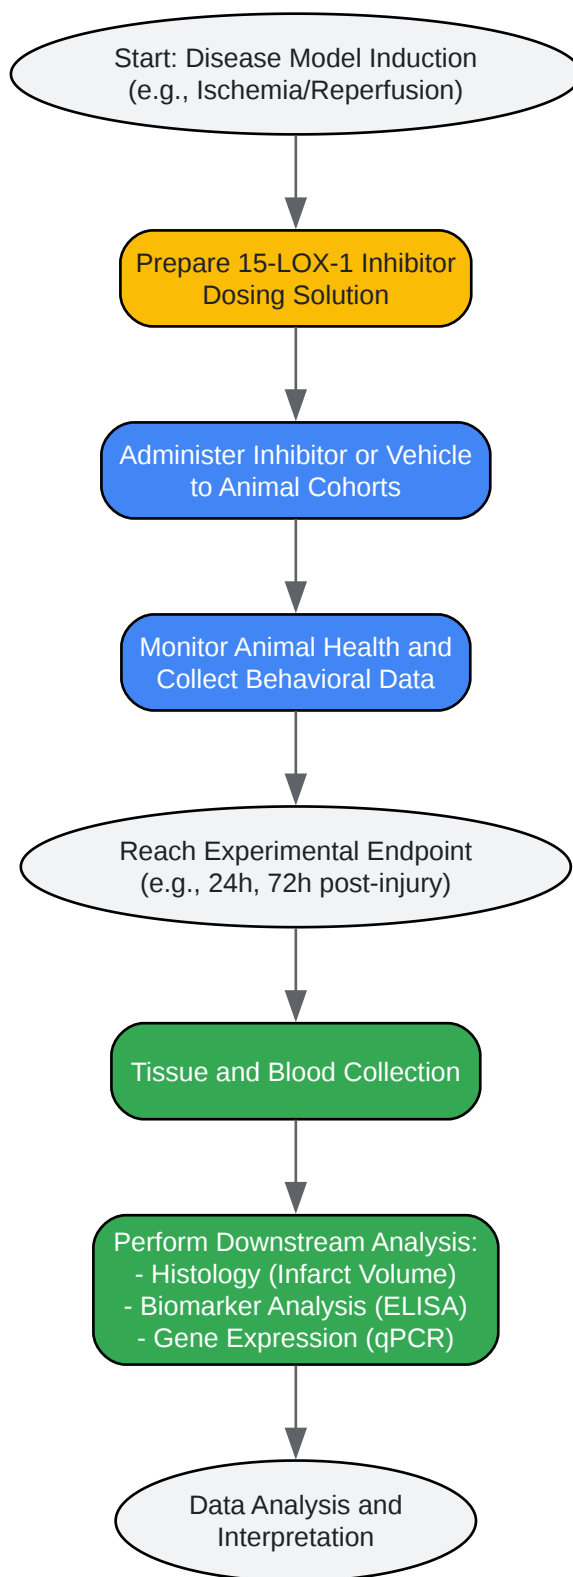 Start: Disease Model Induction
(e.g., Ischemia/Reperfusion)
Prepare 15-LOX-1 Inhibitor
Dosing Solution
Administer Inhibitor or Vehicle
to Animal Cohorts
Monitor Animal Health and
Collect Behavioral Data
Reach Experimental Endpoint
(e.g., 24h, 72h post-injury)
Tissue and Blood Collection
Perform Downstream Analysis:
- Histology (Infarct Volume)
- Biomarker Analysis (ELISA)
- Gene Expression (qPCR)
Data Analysis and
Interpretation